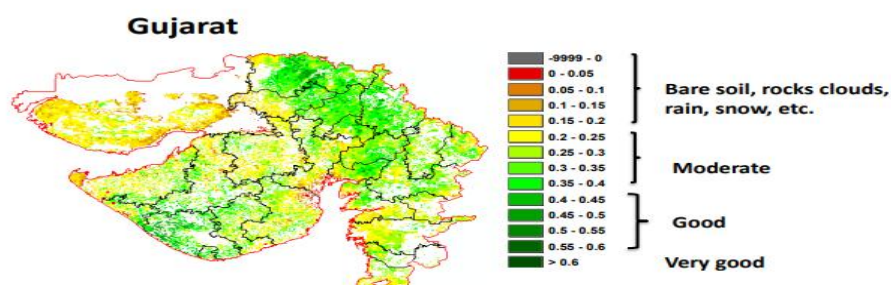 Gujarat
-9999 - 0
0 - 0.05
0.05 - 0.1
0.1 - 0.15
0.15 - 0.2
0.2 - 0.25
0.25 - 0.3
0.3 - 0.35
0.35 - 0.4
0.4 - 0.45
0.45 - 0.5
0.5 - 0.55
0.55 - 0.6
> 0.6
Bare soil, rocks clouds,
rain, snow, etc.
Moderate
Good
Very good